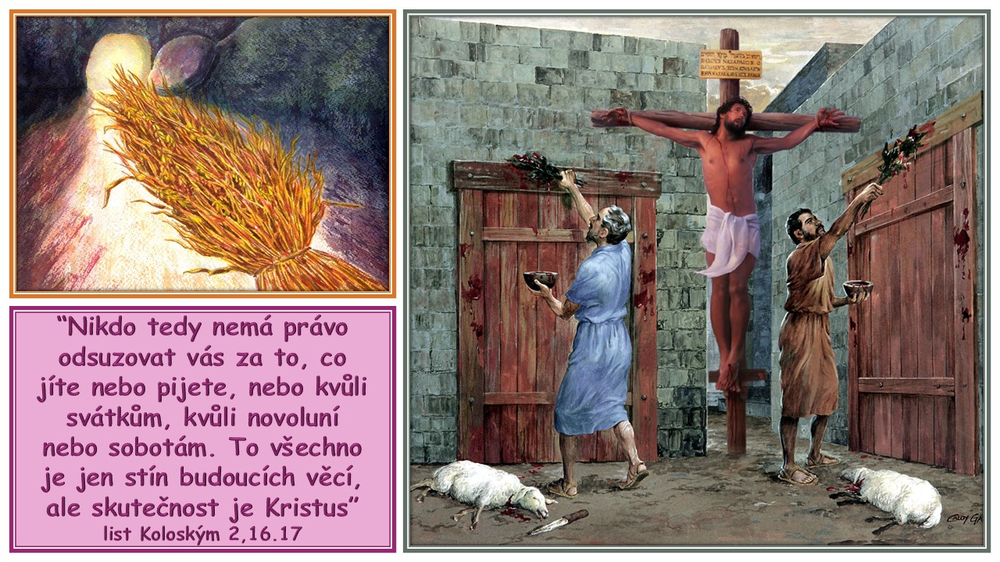 “Nikdo tedy nemá právo
odsuzovat vás za to, co
jíte nebo pijete, nebo kvůli
svátkům, kvůli novoluní
nebo sobotám. To všechno
je jen stín budoucích věcí,
ale skutečnost je Kristus”
list Koloským 2,16.17